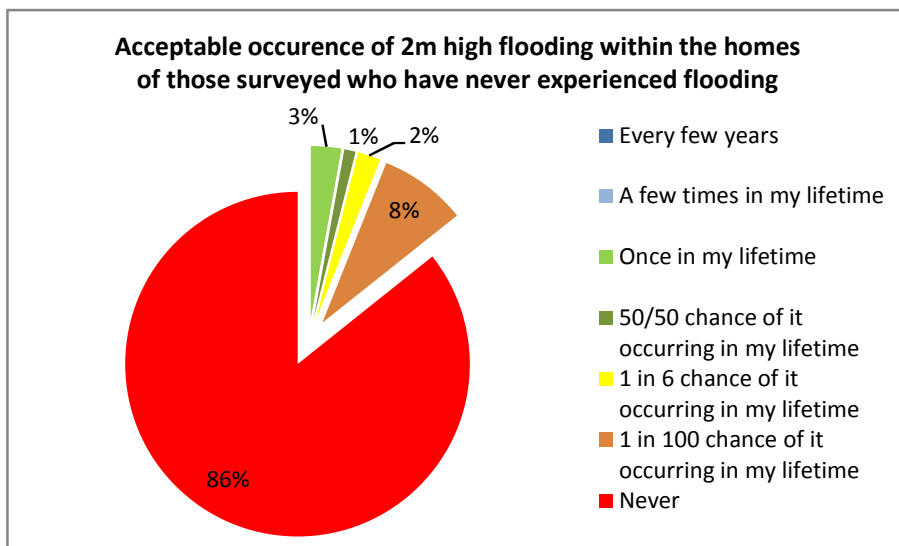 Acceptable occurence of 2m high flooding within the homes
of those surveyed who have never experienced flooding
3%
1%
2%
8%
86%
Every few years
A few times in my lifetime
Once in my lifetime
50/50 chance of it
occurring in my lifetime
1 in 6 chance of it
occurring in my lifetime
1 in 100 chance of it
occurring in my lifetime
Never